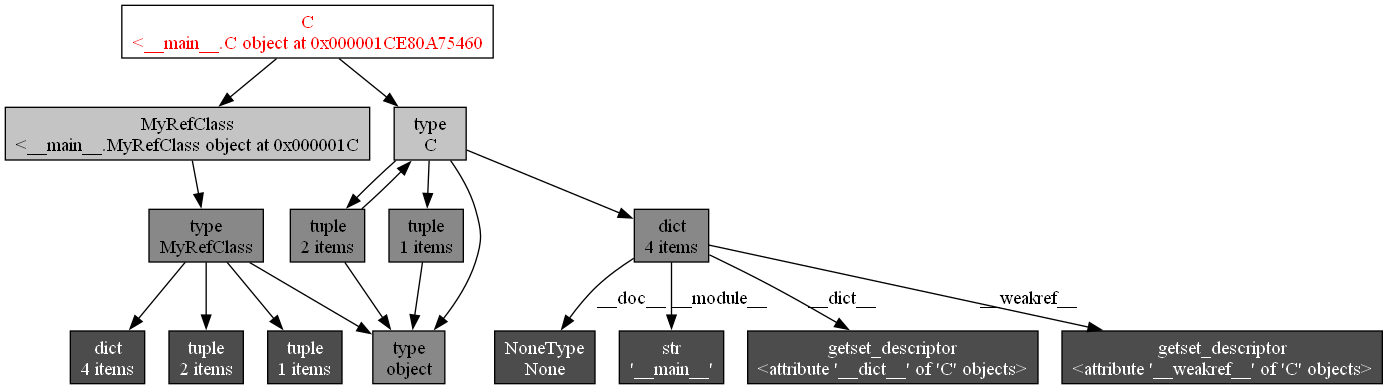 C
<__main__.C object at 0x000001CE80A75460
MyRefClass
<__main__.MyRefClass object at 0x000001C
type
C
type
MyRefClass
tuple
2 items
tuple
1 items
dict
4 items
__doc__
__module__
__dict__
__weakref__
dict
4 items
tuple
2 items
tuple
1 items
type
object
NoneType
None
str
'__main__'
getset_descriptor
<attribute '__dict__' of 'C' objects>
getset_descriptor
<attribute '__weakref__' of 'C' objects>